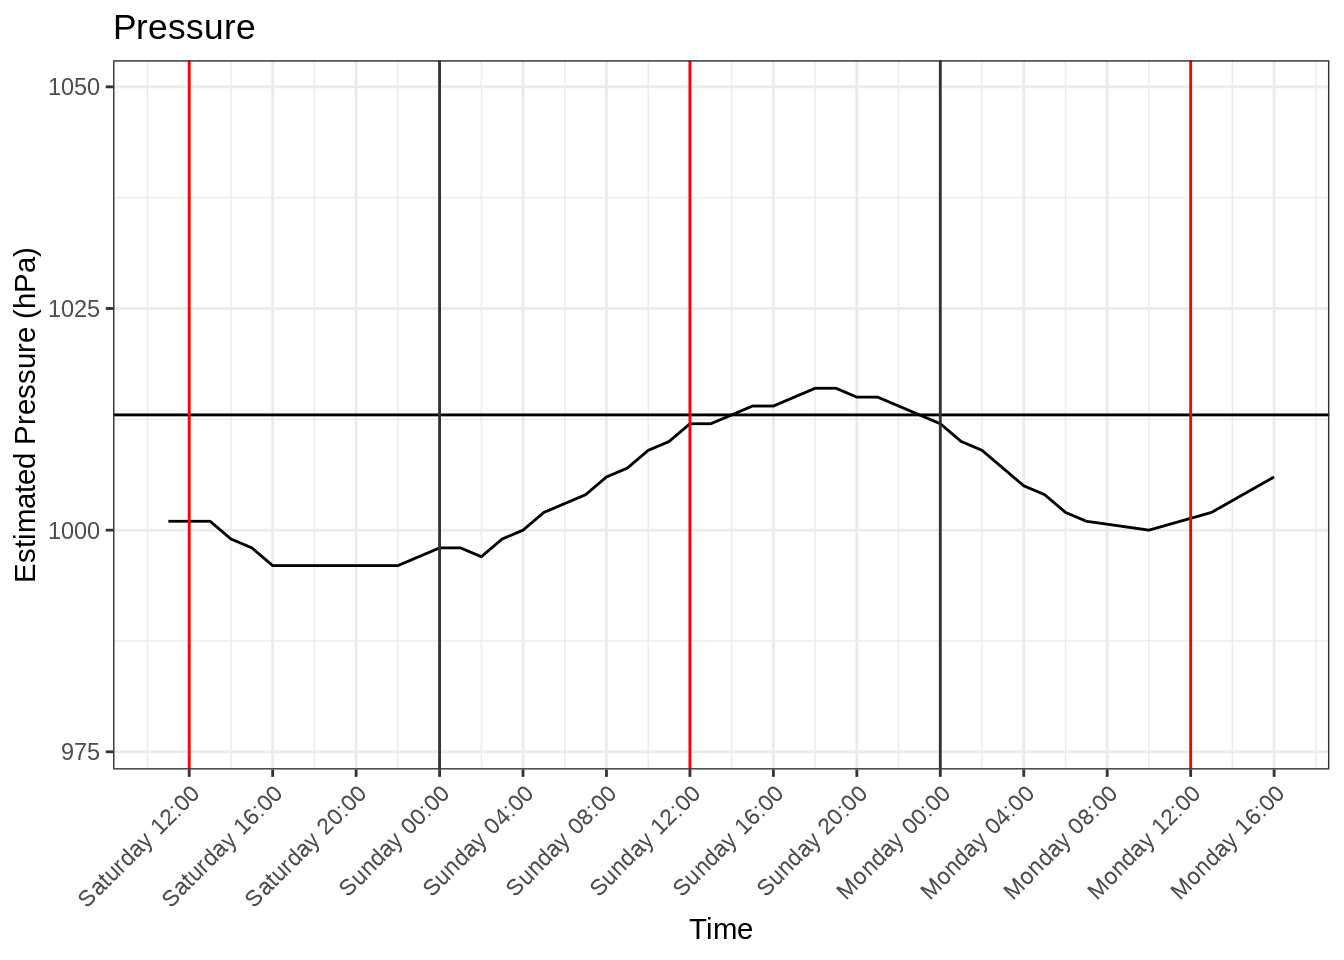 Pressure
Estimated Pressure (hPa)
1050
1025
1000
975
Saturday 12:00
Saturday 16:00
Saturday 20:00
Sunday 00:00
Sunday 04:00
Sunday 08:00
Sunday 12:00
Sunday 16:00
Sunday 20:00
Monday 00:00
Monday 04:00
Monday 08:00
Monday 12:00
Monday 16:00
Time